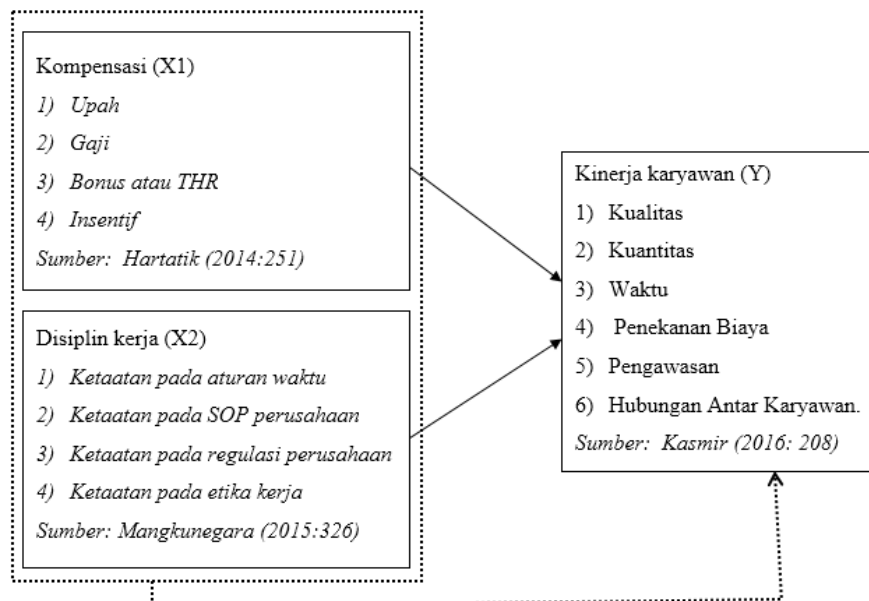 Kompensasi (X1)
1) Upah
2) Gaji
3) Bonus atau THR
4) Insentif
Sumber: Hartatik (2014:251)
Disiplin kerja (X2)
1) Ketaatan pada aturan waktu
2) Ketaatan pada SOP perusahaan
3) Ketaatan pada regulasi perusahaan
4) Ketaatan pada etika kerja
Sumber: Mangkunegara (2015:326)
Kinerja karyawan (Y)
1) Kualitas
2) Kuantitas
3) Waktu
4) Penekanan Biaya
5) Pengawasan
6) Hubungan Antar Karyawan.
Sumber: Kasmir (2016: 208)